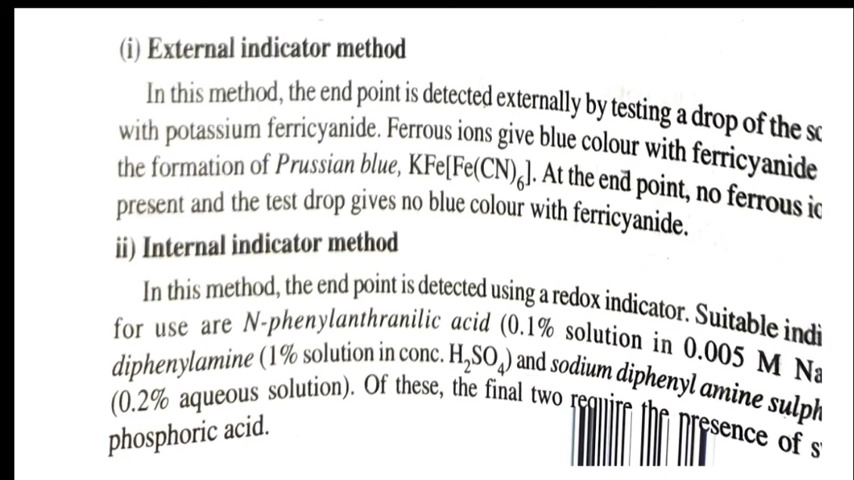 (i) External indicator method
In this method, the end point is detected externally by testing a drop of the
with potassium ferricyanide. Ferrous ions give blue colour with ferricyanide
the formation of Prussian blue, KFe[Fe(CN)₆]. At the end point, no ferrous
present and the test drop gives no blue colour with ferricyanide.
ii) Internal indicator method
In this method, the end point is detected using a redox indicator. Suitable
for use are N-phenylanthranilic acid (0.1% solution in 0.005 M
diphenylamine (1% solution in conc. H₂SO₄) and sodium diphenyl amine
(0.2% aqueous solution). Of these, the final two require the presence of
phosphoric acid.